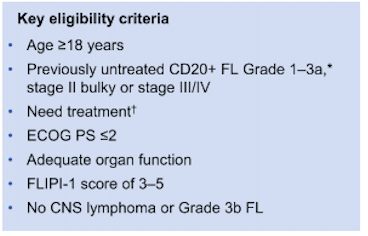 Key eligibility criteria
• Age ≥18 years
• Previously untreated CD20+ FL Grade 1–3a,*
stage II bulky or stage III/IV
• Need treatment†
• ECOG PS ≤2
• Adequate organ function
• FLIPI-1 score of 3–5
• No CNS lymphoma or Grade 3b FL